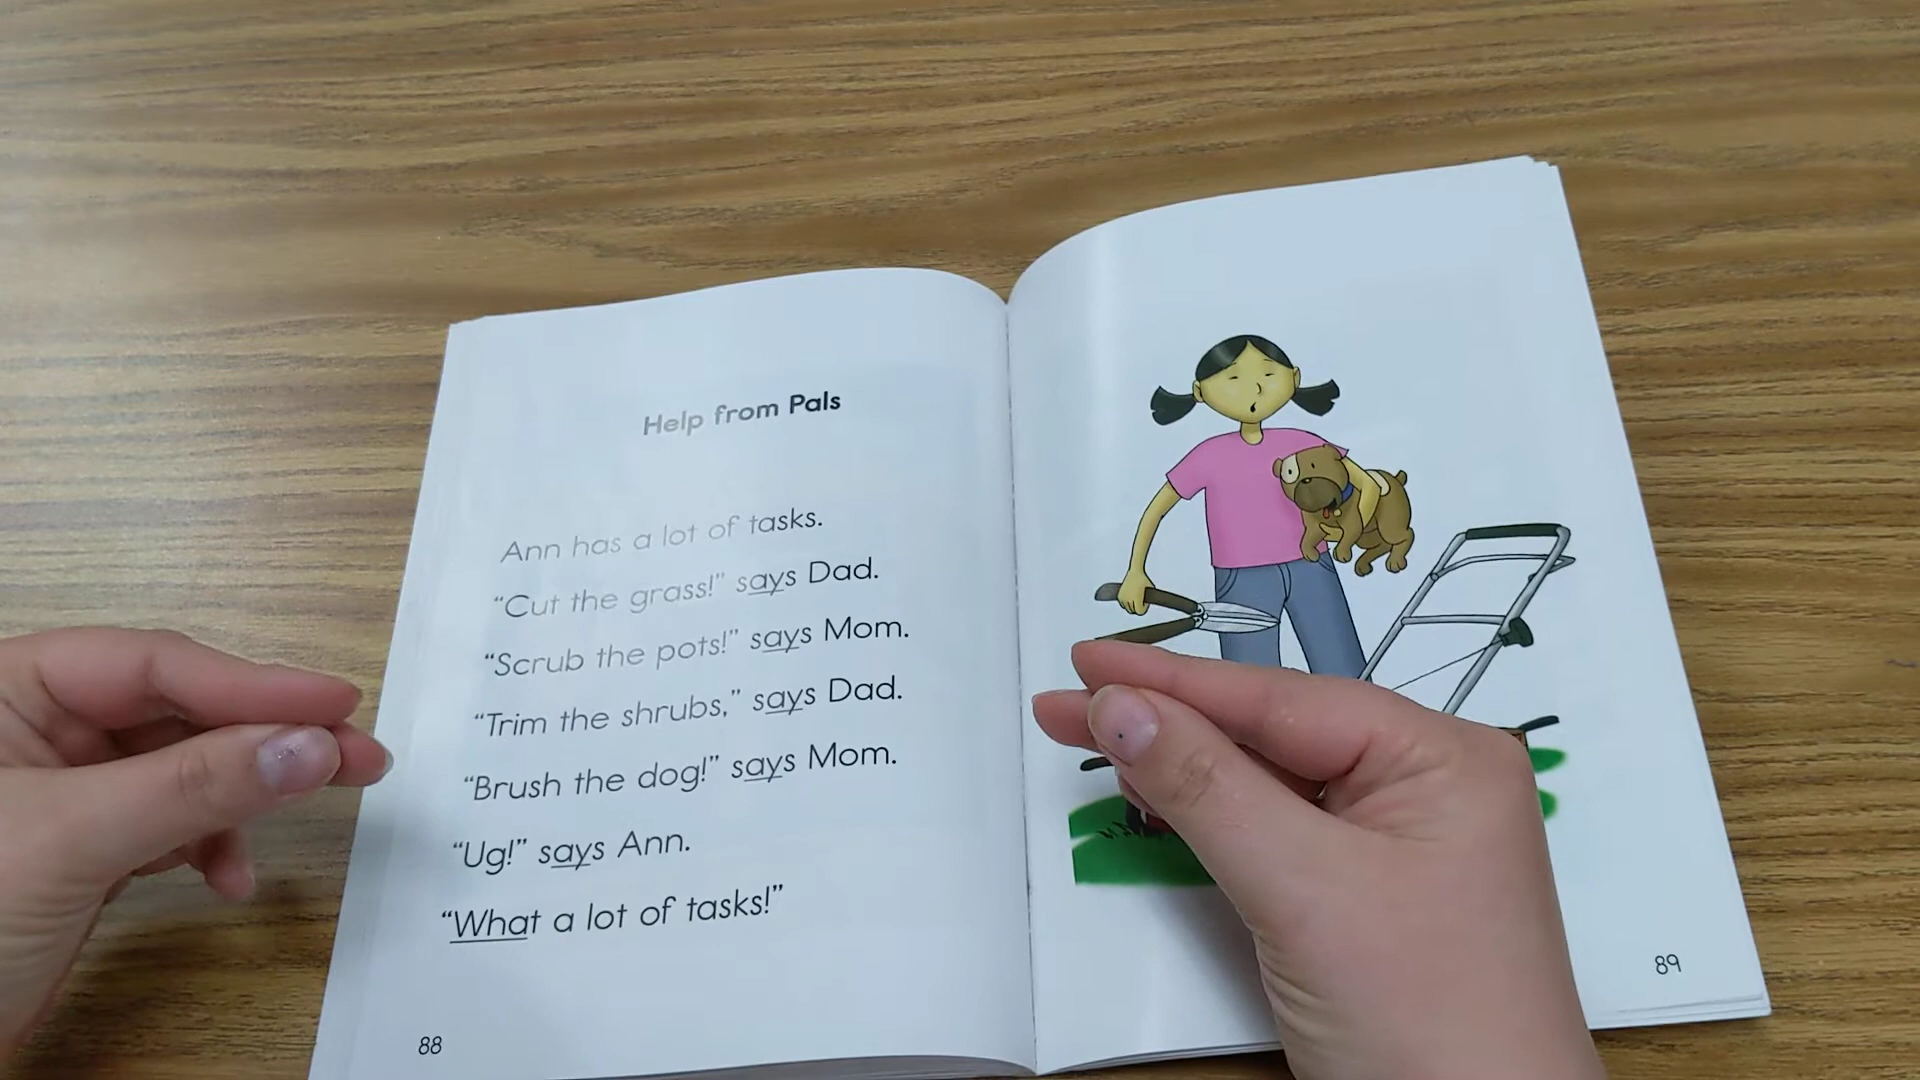 Help from Pals
Ann has a lot of tasks.
“Cut the grass!” says Dad.
“Scrub the pots!” says Mom.
“Trim the shrubs,” says Dad.
“Brush the dog!” says Mom.
“Ug!” says Ann.
“What a lot of tasks!”
88
89